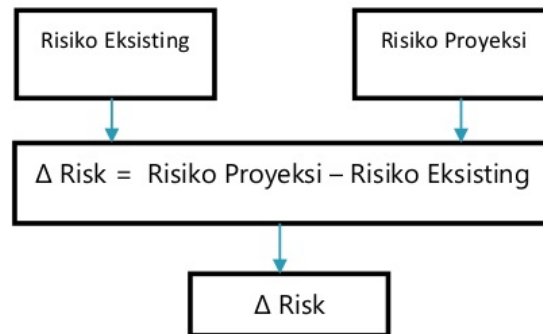 Risiko Eksisting
Risiko Proyeksi
Δ Risk = Risiko Proyeksi – Risiko Eksisting
Δ Risk